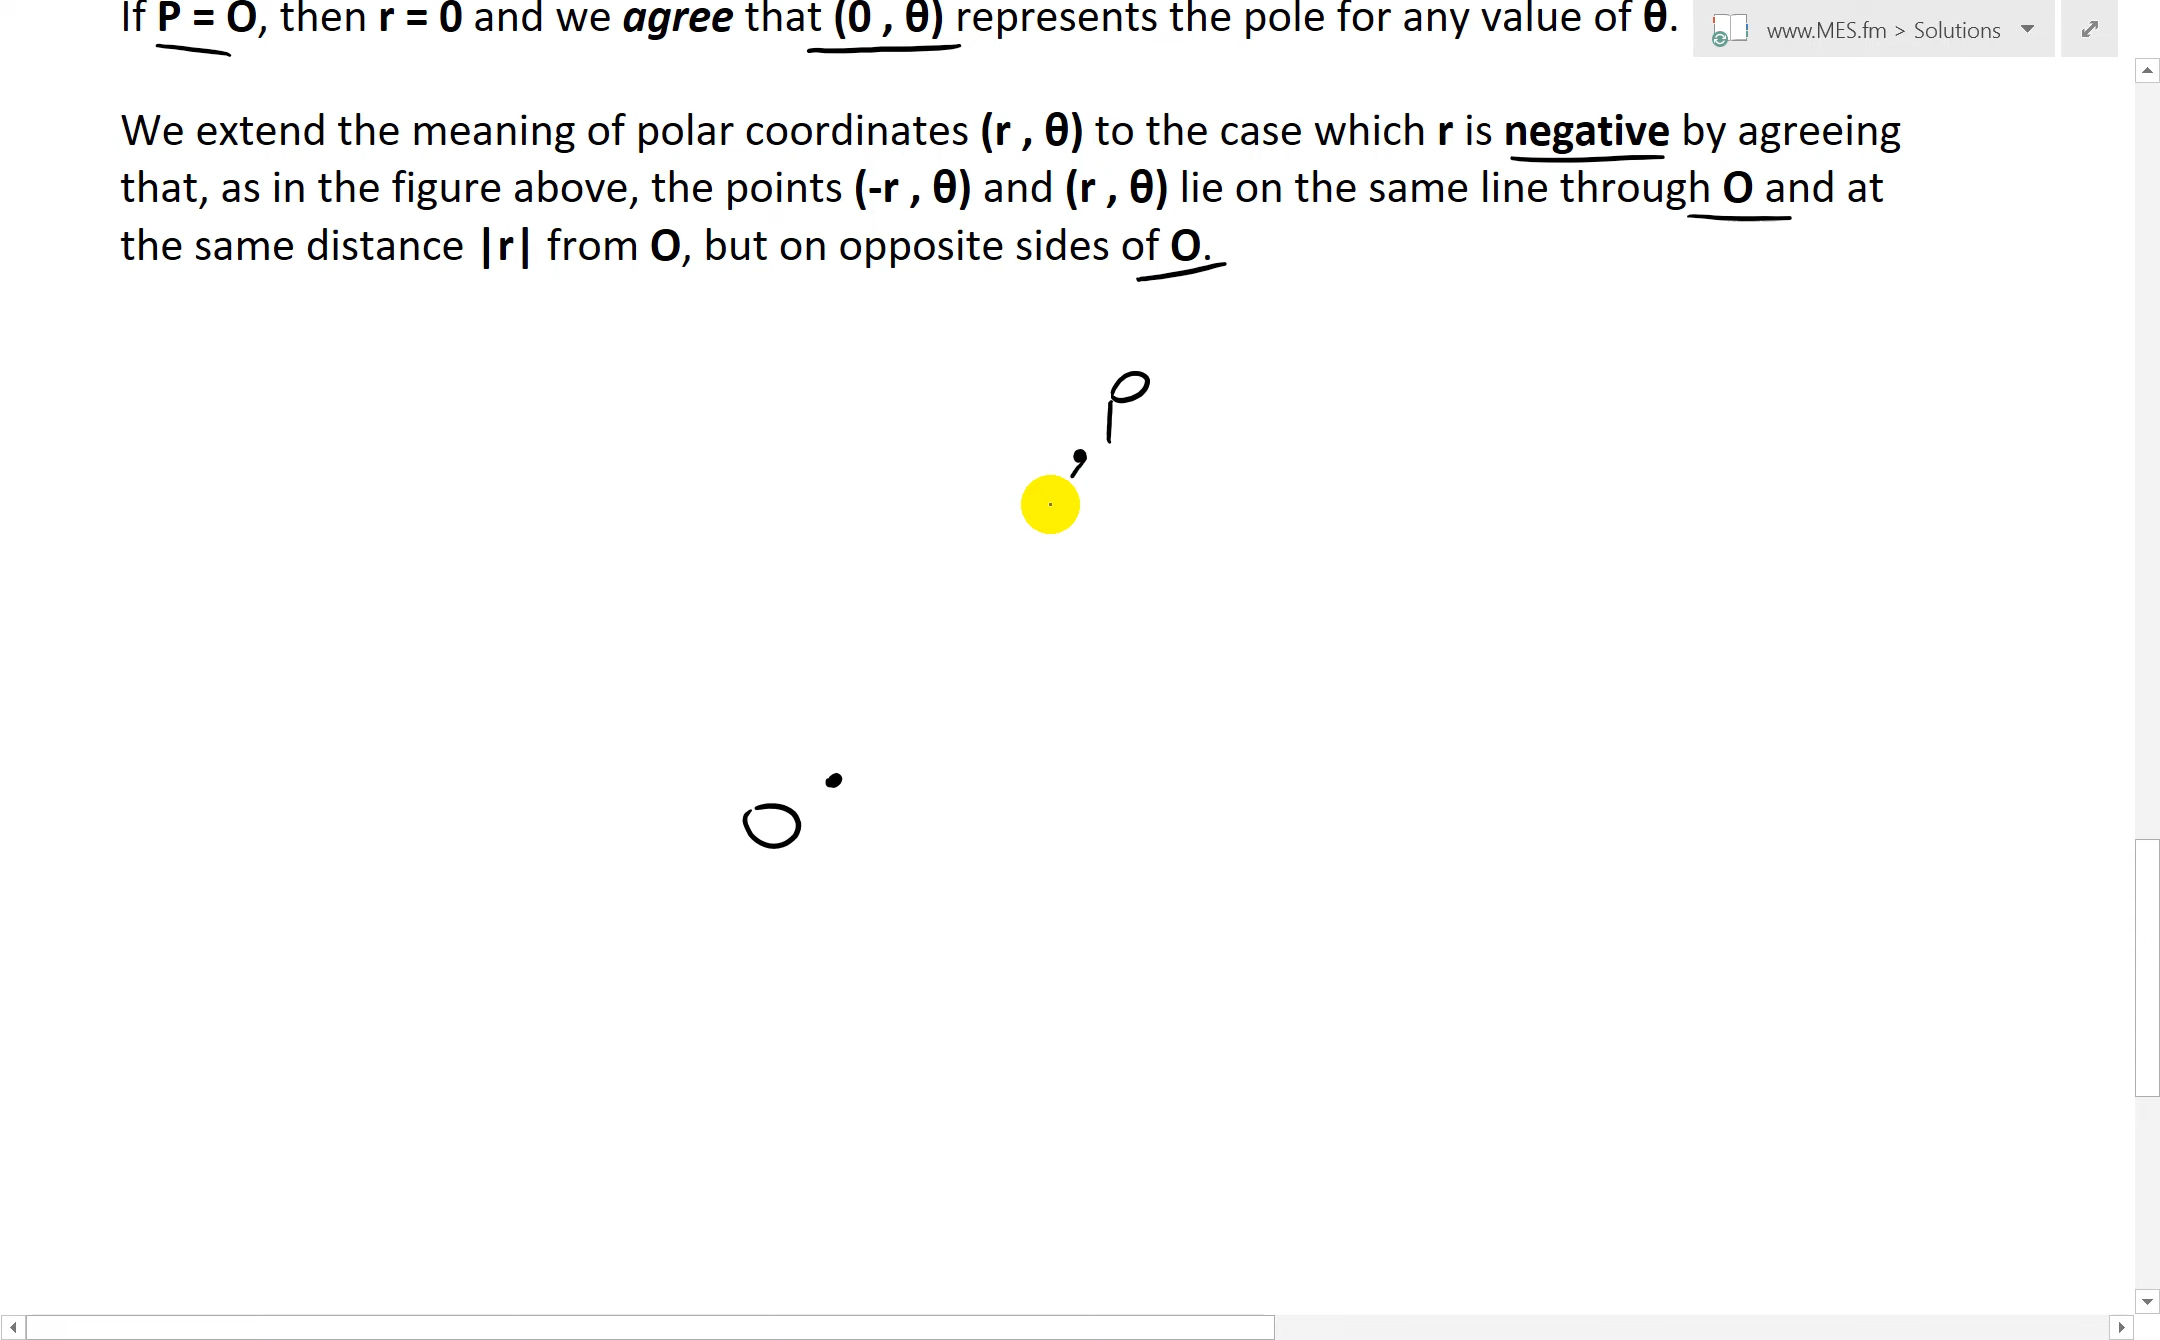 If P = O, then r = 0 and we agree that (0 , θ) represents the pole for any value of θ.
www.MES.fm > Solutions
We extend the meaning of polar coordinates (r , θ) to the case which r is negative by agreeing
that, as in the figure above, the points (-r , θ) and (r , θ) lie on the same line through O and at
the same distance |r| from O, but on opposite sides of O.
P
O